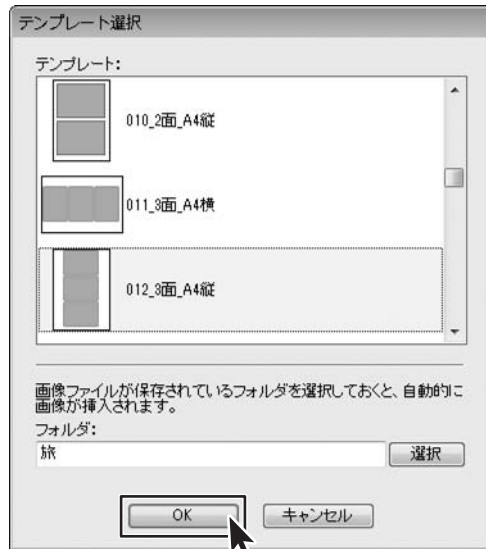 テンプレート選択
テンプレート:
010_2面_A4縦
011_3面_A4横
012_3面_A4縦
画像ファイルが保存されているフォルダを選択しておくと、自動的に
画像が挿入されます。
フォルダ:
旅 選択
OK キャンセル